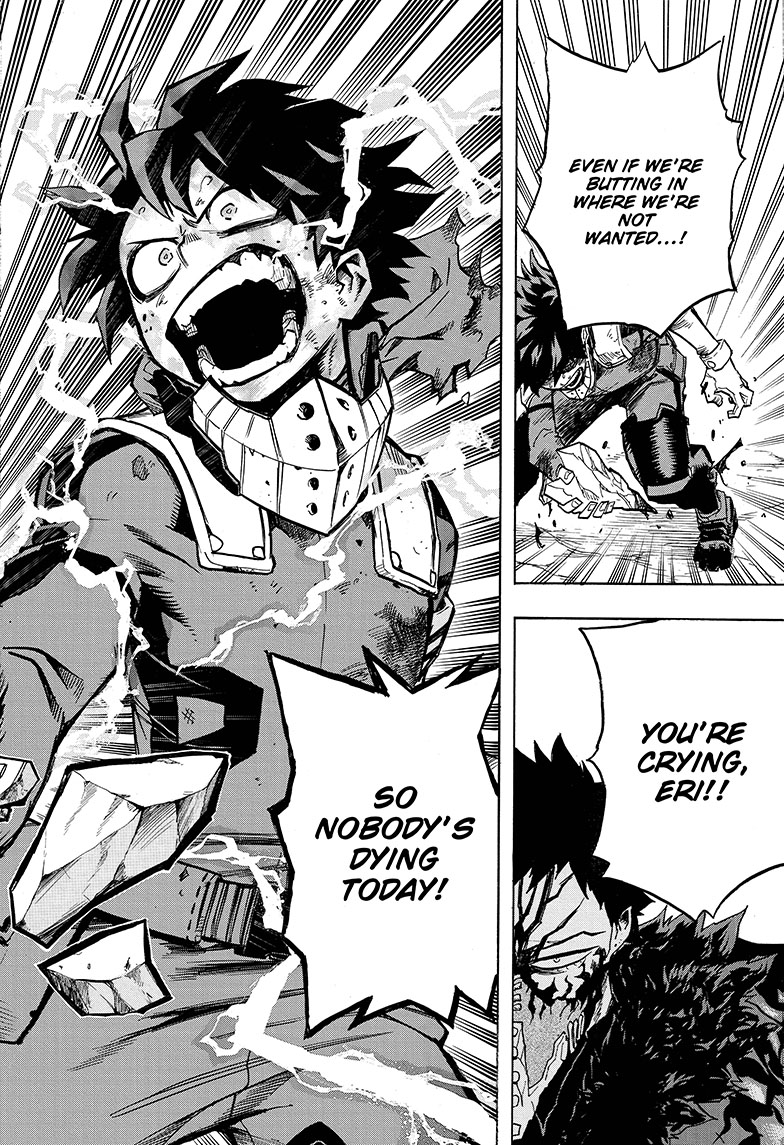 EVEN IF WE'RE
BUTTING IN
WHERE WE'RE
NOT
WANTED...!
YOU'RE
CRYING,
ERI!!
SO
NOBODY'S
DYING
TODAY!